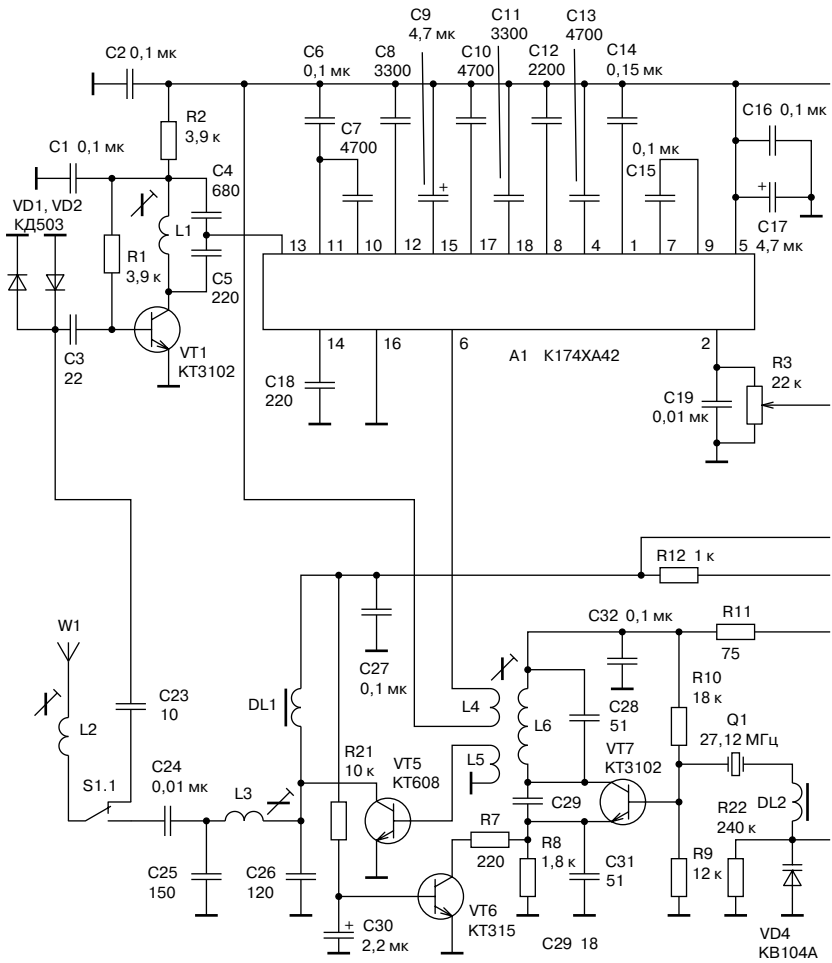 C9
4,7 мк
C11
3300
C13
4700
C2 0,1 мк
C6
0,1 мк
C8
3300
C10
4700
C12
2200
C14
0,15 мк
R2
3,9 к
C16 0,1 мк
C1 0,1 мк
C7
4700
0,1 мк
C15
C4
680
VD1, VD2
КД503
L1
+
+
C17
4,7 мк
R1
3,9 к
C5
220
13 11 10 12 15 17 18 8 4 1 7 9 5
C3
22
VT1
КТ3102
14 16 6 2
A1 К174ХА42
R3
22 к
C18
220
C19
0,01 мк
R12 1 к
W1
C32 0,1 мк
R11
75
C27
0,1 мк
R10
18 к
C23
10
DL1
L4
C28
51
Q1
27,12 МГц
L2
L6
R21
10 к
VT5
КТ608
L5
VT7
КТ3102
S1.1
C24
0,01 мк
L3
C29
R22
240 к
DL2
R7
220
R8
1,8 к
R9
12 к
C25
150
C26
120
C31
51
VT6
КТ315
+
C30
2,2 мк
C29 18
VD4
КВ104А